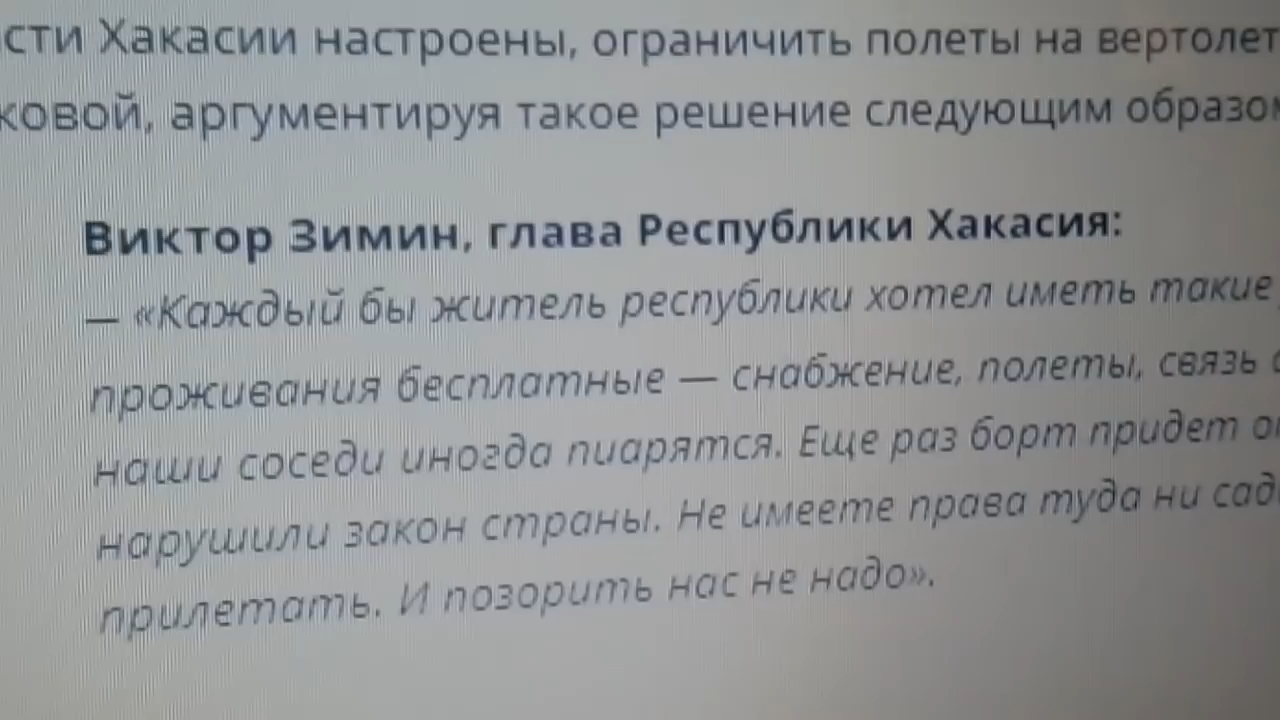 сти Хакасии настроены, ограничить полеты на вертолет
ковой, аргументируя такое решение следующим образо
Виктор Зимин, глава Республики Хакасия:
— «Каждый бы житель республики хотел иметь такие
проживания бесплатные — снабжение, полеты, связь
наши соседи иногда пиарятся. Еще раз борт придет
нарушили закон страны. Не имеете права туда ни сад
прилетать. И позорить нас не надо».